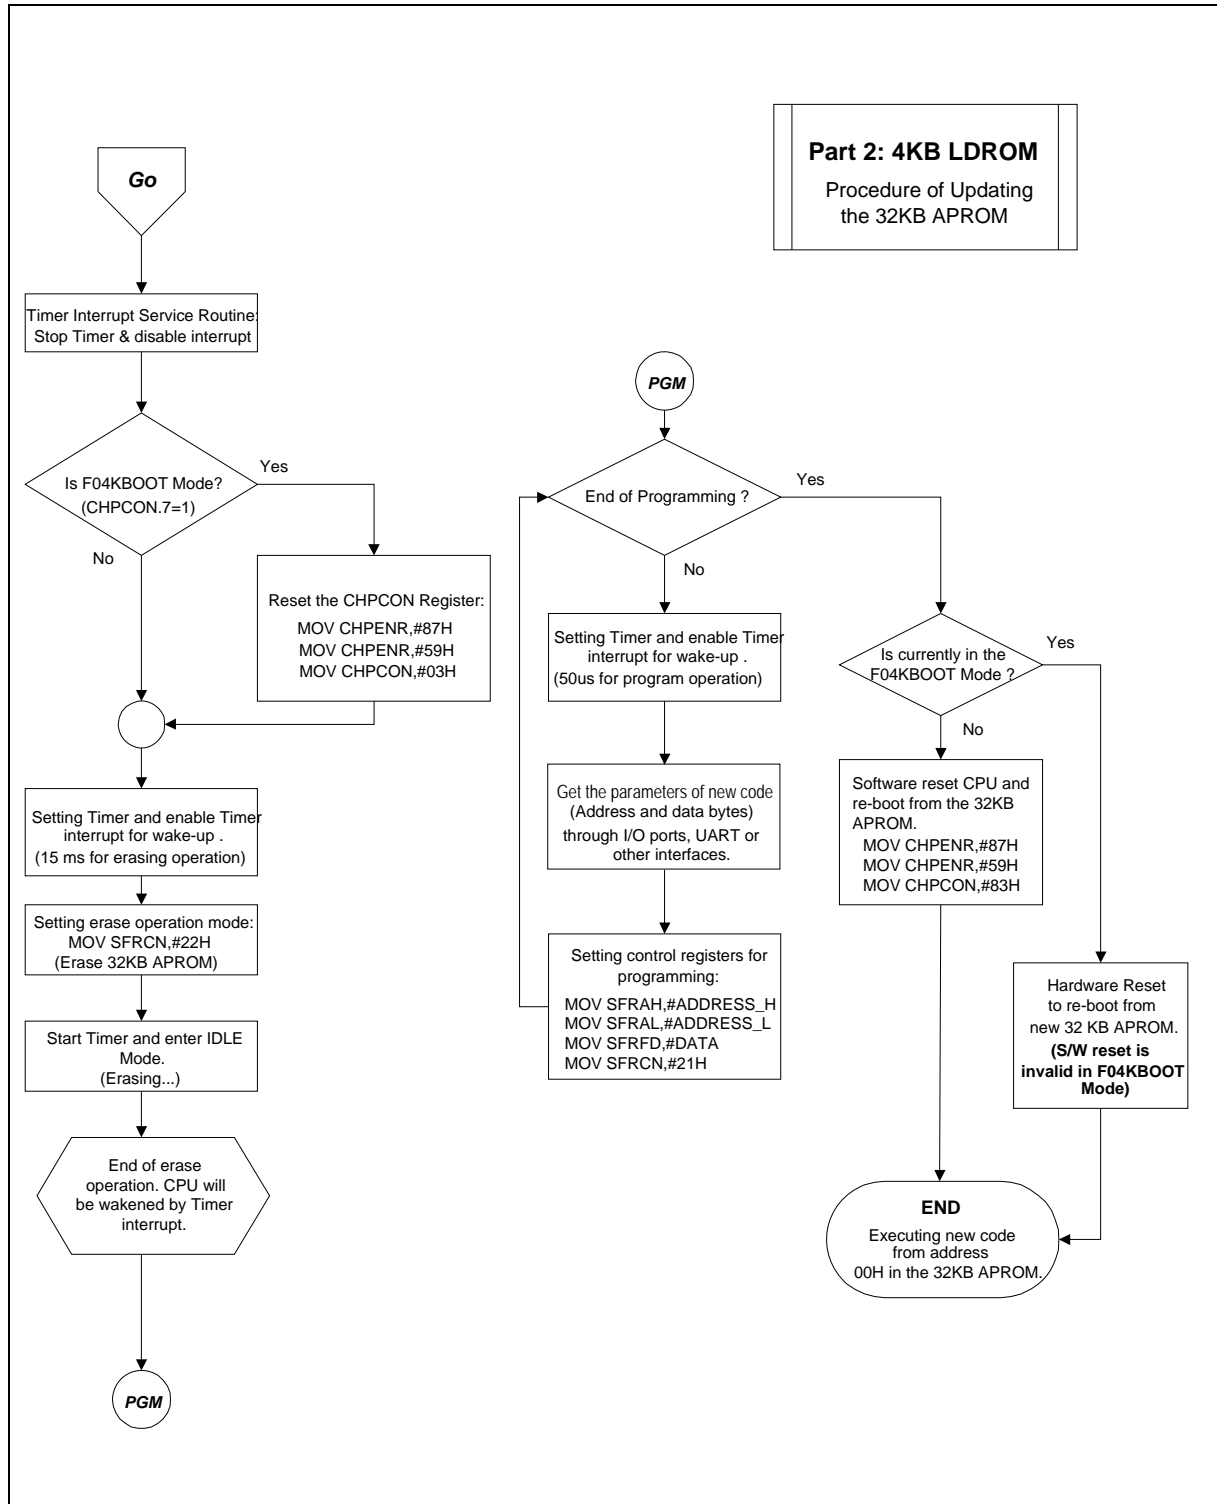 Part 2: 4KB LDROM
Procedure of Updating
the 32KB APROM
Go
Timer Interrupt Service Routine:
Stop Timer & disable interrupt
Is F04KBOOT Mode?
(CHPCON.7=1)
Yes
No
Reset the CHPCON Register:
MOV CHPENR,#87H
MOV CHPENR,#59H
MOV CHPCON,#03H
Setting Timer and enable Timer
interrupt for wake-up .
(15 ms for erasing operation)
Setting erase operation mode:
MOV SFRCN,#22H
(Erase 32KB APROM)
Start Timer and enter IDLE
Mode.
(Erasing...)
End of erase
operation. CPU will
be wakened by Timer
interrupt.
PGM
PGM
End of Programming ?
Yes
No
Setting Timer and enable Timer
interrupt for wake-up .
(50us for program operation)
Get the parameters of new code
(Address and data bytes)
through I/O ports, UART or
other interfaces.
Setting control registers for
programming:
MOV SFRAH,#ADDRESS_H
MOV SFRAL,#ADDRESS_L
MOV SFRFD,#DATA
MOV SFRCN,#21H
Is currently in the
F04KBOOT Mode ?
Yes
No
Software reset CPU and
re-boot from the 32KB
APROM.
MOV CHPENR,#87H
MOV CHPENR,#59H
MOV CHPCON,#83H
Hardware Reset
to re-boot from
new 32 KB APROM.
(S/W reset is
invalid in F04KBOOT
Mode)
END
Executing new code
from address
00H in the 32KB APROM.